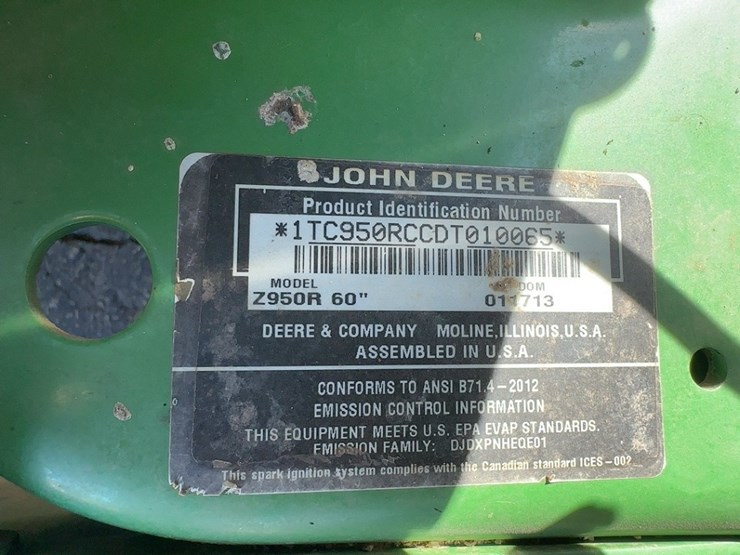 JOHN DEERE
Product Identification Number
*1TC950RCCDT010065*
MODEL
Z950R 60"
011713
DEERE & COMPANY MOLINE, ILLINOIS, U.S.A.
ASSEMBLED IN U.S.A.
CONFORMS TO ANSI B71.4-2012
EMISSION CONTROL INFORMATION
THIS EQUIPMENT MEETS U.S. EPA EVAP STANDARDS.
EMISSION FAMILY: DJDXPNHEQE01
This spark ignition system complies with the Canadian standard ICES-002